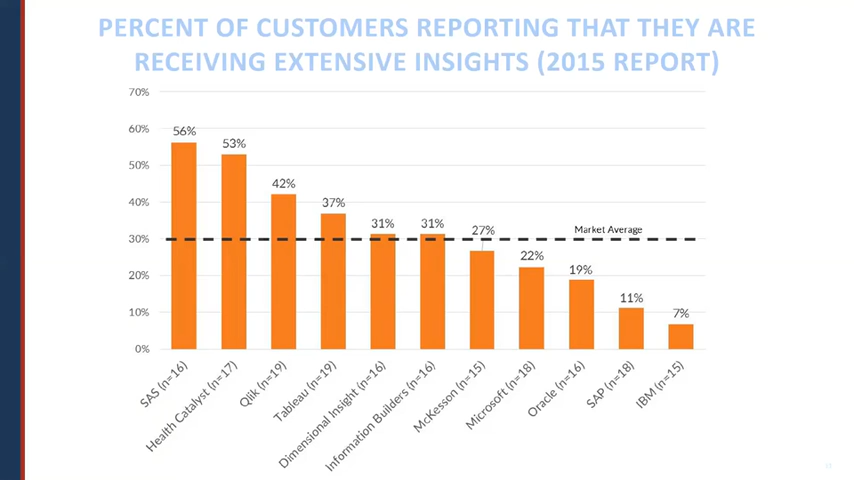 PERCENT OF CUSTOMERS REPORTING THAT THEY ARE
RECEIVING EXTENSIVE INSIGHTS (2015 REPORT)
70%
60%
50%
40%
30%
20%
10%
0%
56%
53%
42%
37%
31%
31%
27%
22%
19%
11%
7%
Market Average
SAS (n=16)
Health Catalyst (n=17)
Qlik (n=19)
Tableau (n=19)
Dimensional Insight (n=16)
Information Builders (n=16)
McKesson (n=15)
Microsoft (n=18)
Oracle (n=16)
SAP (n=18)
IBM (n=15)